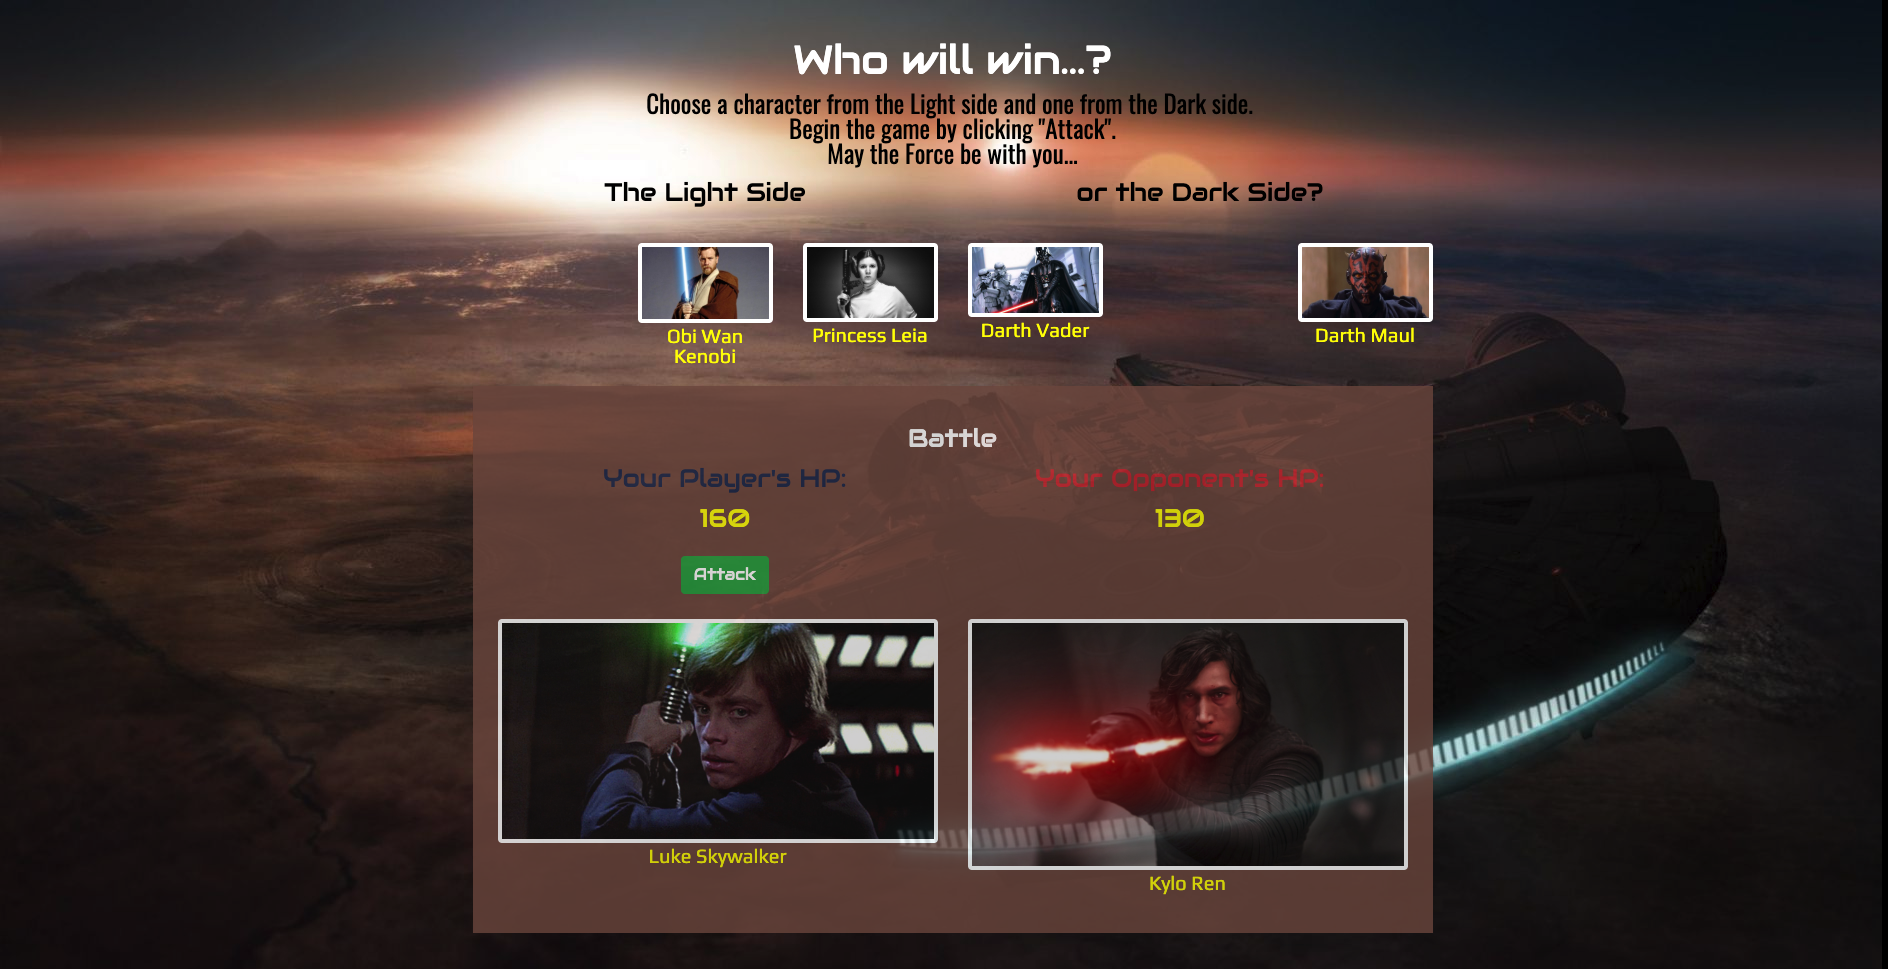 Who will win...?
Choose a character from the Light side and one from the Dark side.
Begin the game by clicking "Attack".
May the Force be with you...
The Light Side
or the Dark Side?
Obi Wan
Kenobi
Princess Leia
Darth Vader
Darth Maul
Battle
Your Player's HP:
160
Your Opponent's HP:
130
Attack
Luke Skywalker
Kylo Ren